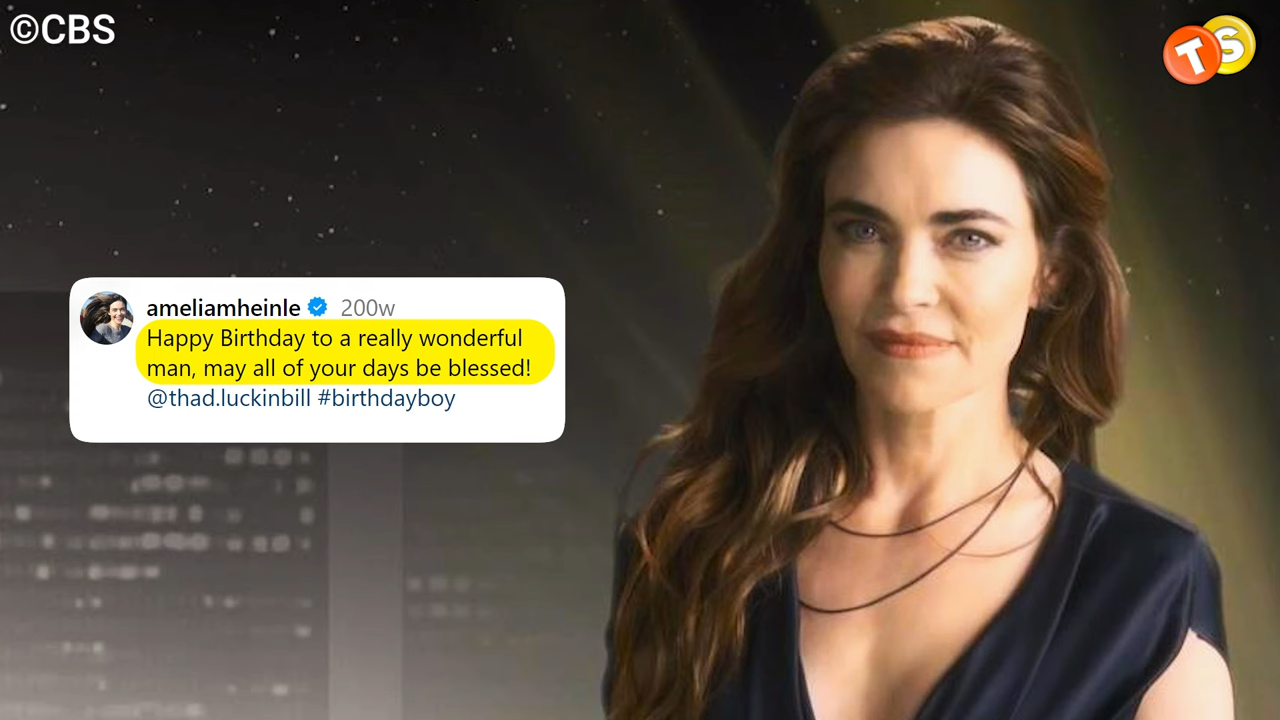 ©CBS
TS
ameliamheinle 200w
Happy Birthday to a really wonderful
man, may all of your days be blessed!
@thad.luckinbill #birthdayboy